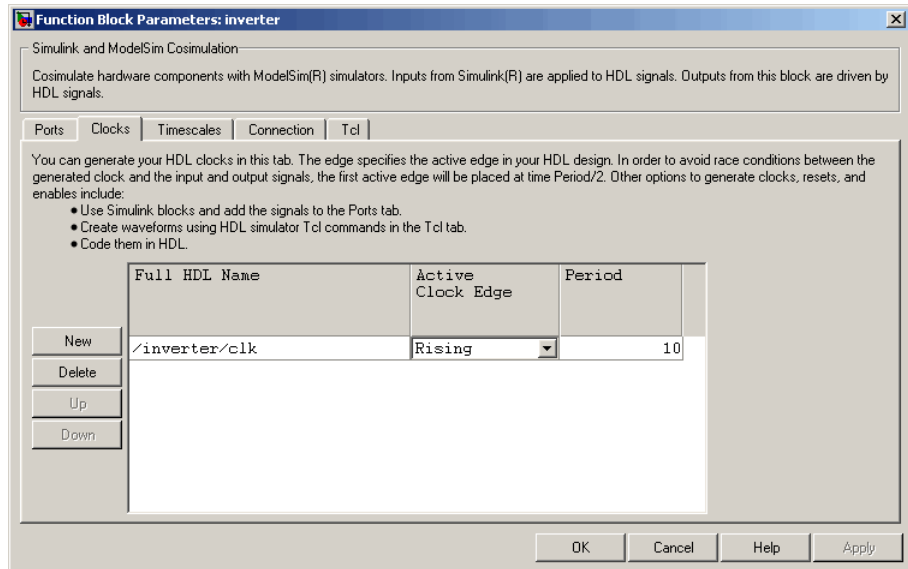 Function Block Parameters: inverter
Simulink and ModelSim Cosimulation
Cosimulate hardware components with ModelSim(R) simulators. Inputs from Simulink(R) are applied to HDL signals. Outputs from this block are driven by
HDL signals.
Ports Clocks Timescales Connection Tcl
You can generate your HDL clocks in this tab. The edge specifies the active edge in your HDL design. In order to avoid race conditions between the
generated clock and the input and output signals, the first active edge will be placed at time Period/2. Other options to generate clocks, resets, and
enables include:
• Use Simulink blocks and add the signals to the Ports tab.
• Create waveforms using HDL simulator Tcl commands in the Tcl tab.
• Code them in HDL.
Full HDL Name Active Period
Clock Edge
New /inverter/clk Rising 10
Delete
Up
Down
OK Cancel Help Apply